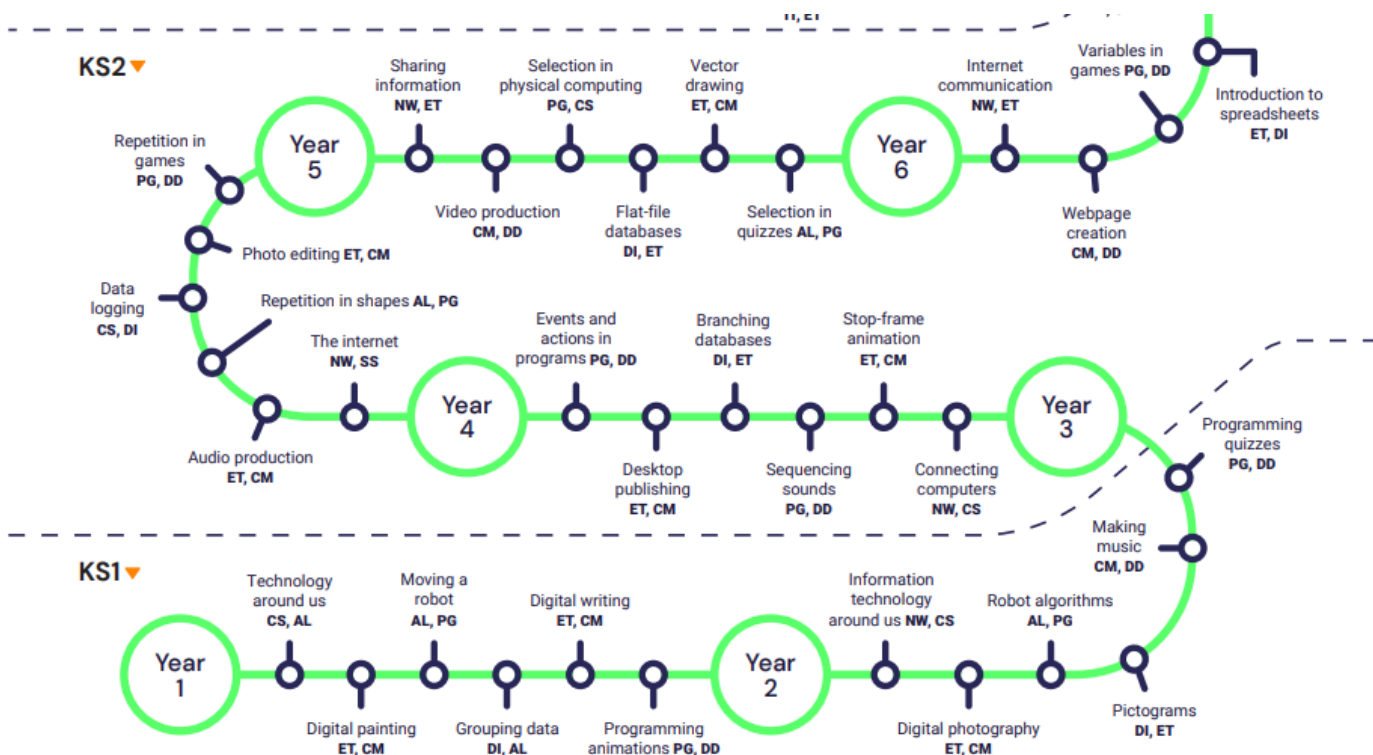 TI, ET
KS2
Sharing
information
NW, ET
Selection in
physical computing
PG, CS
Vector
drawing
ET, CM
Internet
communication
NW, ET
Variables in
games PG, DD
Introduction to
spreadsheets
ET, DI
Repetition in
games
PG, DD
Year
5
Year
6
Video production
CM, DD
Flat-file
databases
DI, ET
Selection in
quizzes AL, PG
Webpage
creation
CM, DD
Photo editing ET, CM
Data
logging
CS, DI
Repetition in shapes AL, PG
The internet
NW, SS
Events and
actions in
programs PG, DD
Branching
databases
DI, ET
Stop-frame
animation
ET, CM
Year
4
Year
3
Audio production
ET, CM
Desktop
publishing
ET, CM
Sequencing
sounds
PG, DD
Connecting
computers
NW, CS
Programming
quizzes
PG, DD
Making
music
CM, DD
KS1
Technology
around us
CS, AL
Moving a
robot
AL, PG
Digital writing
ET, CM
Information
technology
around us NW, CS
Robot algorithms
AL, PG
Year
1
Year
2
Digital painting
ET, CM
Grouping data
DI, AL
Programming
animations PG, DD
Digital photography
ET, CM
Pictograms
DI, ET